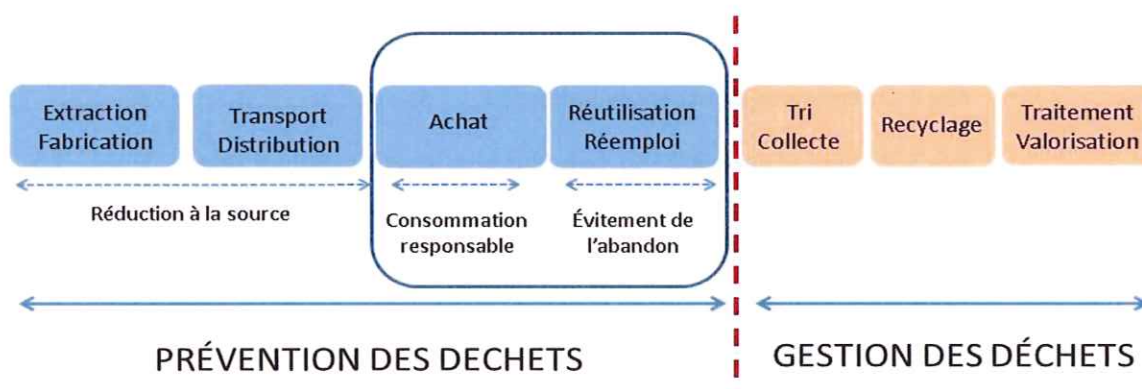 Extraction
Fabrication
Transport
Distribution
Achat
Réutilisation
Réemploi
Tri
Collecte
Recyclage
Traitement
Valorisation
Réduction à la source
Consommation
responsable
Évitement de
l'abandon
PRÉVENTION DES DECHETS
GESTION DES DÉCHETS